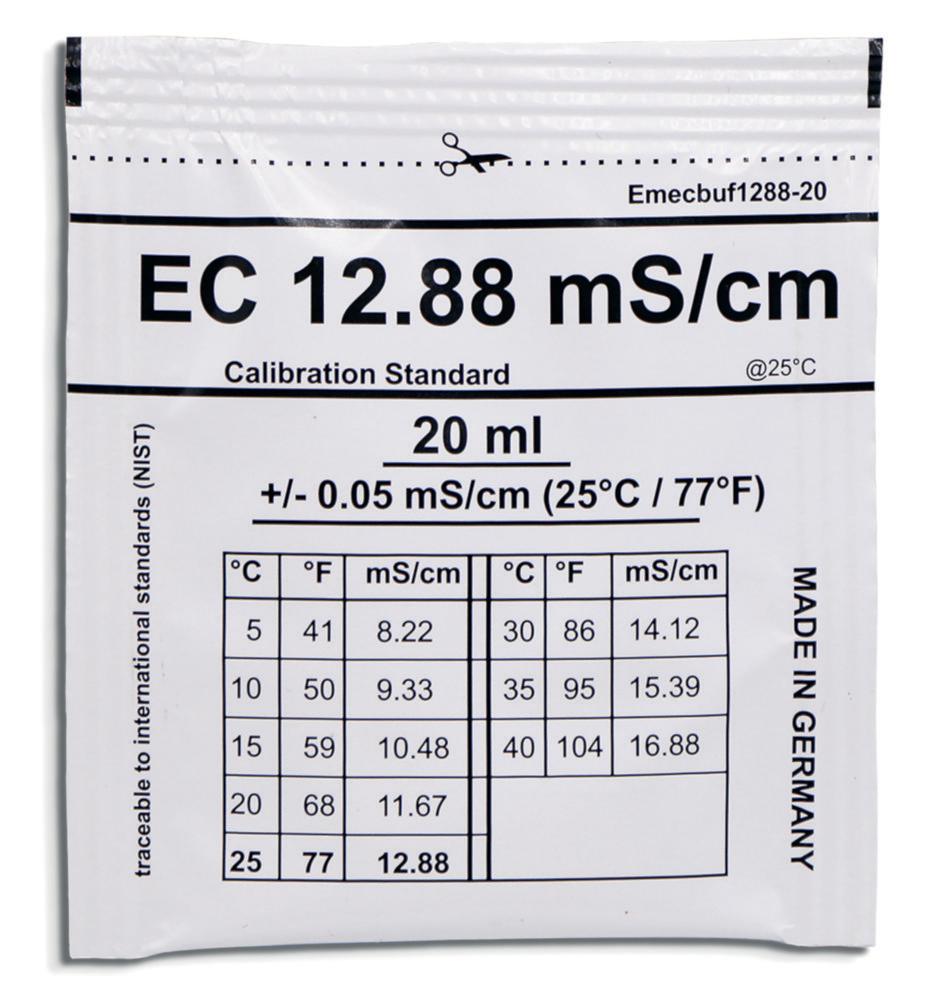 Emecbuf1288-20
EC 12.88 mS/cm
Calibration Standard @25°C
20 ml
+/- 0.05 mS/cm (25°C / 77°F)
traceable to international standards (NIST)
°C °F mS/cm °C °F mS/cm
5 41 8.22 30 86 14.12
10 50 9.33 35 95 15.39
15 59 10.48 40 104 16.88
20 68 11.67
25 77 12.88
MADE IN GERMANY